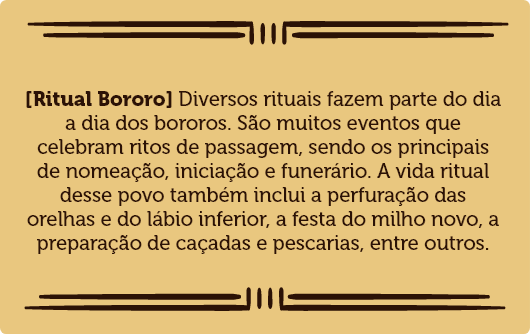 [Ritual Bororo] Diversos rituais fazem parte do dia
a dia dos bororos. São muitos eventos que
celebram ritos de passagem, sendo os principais
de nomeação, iniciação e funerário. A vida ritual
desse povo também inclui a perfuração das
orelhas e do lábio inferior, a festa do milho novo, a
preparação de caçadas e pescarias, entre outros.